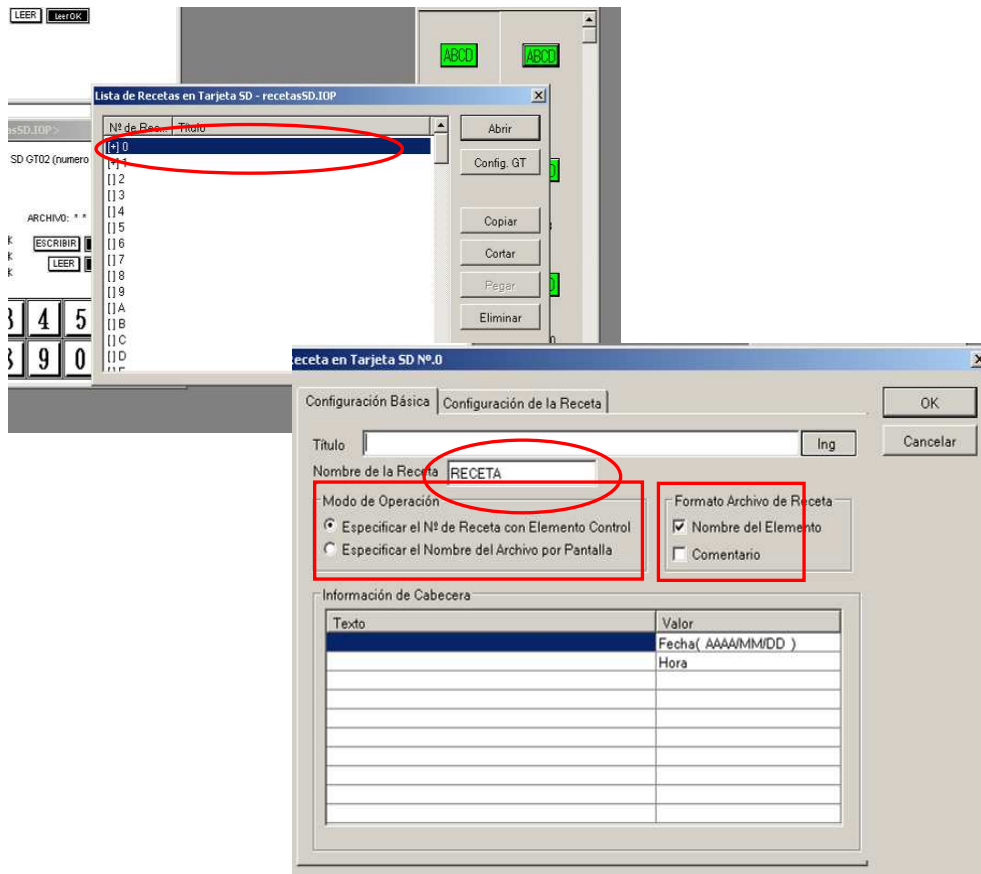 LEER LeerOK
ABCD ABCD
Lista de Recetas en Tarjeta SD - recetasSD.IOP
Nº de Rec... Título
[+] 0
[+] 1
[] 2
[] 3
[] 4
[] 5
[] 6
[] 7
[] 8
[] 9
[] A
[] B
[] C
[] D
Abrir
Config. GT
Copiar
Cortar
Pegar
Eliminar
asSD.IOP>
SD GT02 (numero
ARCHIVO: * *
ESCRIBIR
LEER
3 4 5
9 0
eceta en Tarjeta SD Nº.0
Configuración Básica Configuración de la Receta
OK
Cancelar
Título Ing
Nombre de la Receta RECETA
Modo de Operación
Especificar el Nº de Receta con Elemento Control
Especificar el Nombre del Archivo por Pantalla
Formato Archivo de Receta
Nombre del Elemento
Comentario
Información de Cabecera
Texto Valor
Fecha( AAAA/MM/DD )
Hora